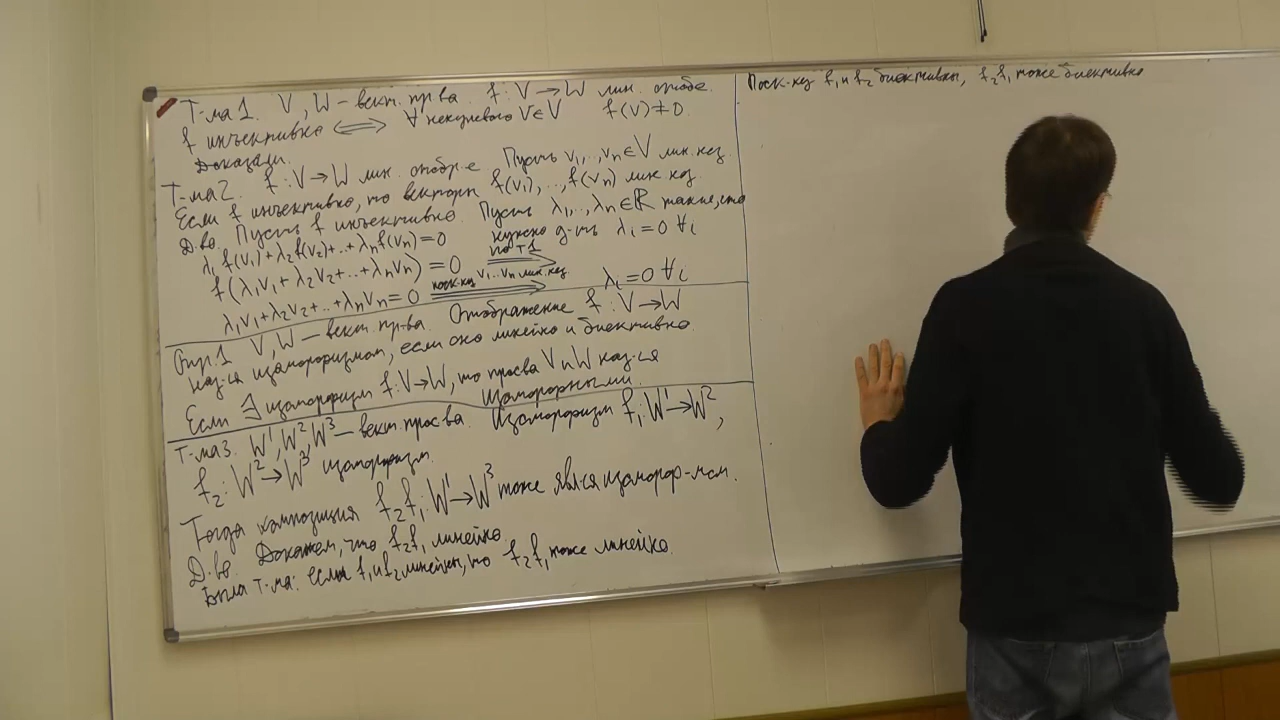 Т-ма 1. V, W – вект. пр-ва. f : V → W лин. отобр.
f инъективно ⟺ ∀ ненулевого v∈V f(v) ≠ 0.
Доказали.
Т-ма 2. f : V → W лин. отобр-е. Пусть v₁,..,vₙ ∈ V лин. нез.
Если f инъективно, то векторы f(v₁),..,f(vₙ) лин. нез.
Д-во. Пусть f инъективно. Пусть λ₁,..,λₙ ∈ ℝ такие, что
λ₁f(v₁)+λ₂f(v₂)+..+λₙf(vₙ)=0 нужно д-ть λᵢ=0 ∀i
f(λ₁v₁+λ₂v₂+..+λₙvₙ)=0 по т 1 ⟹
λ₁v₁+λ₂v₂+..+λₙvₙ=0 поск-ку v₁..vₙ лин. нез. ⟹ λᵢ=0 ∀i
Опр. 1 V, W – вект. пр-ва. Отображение f : V → W
наз-ся изоморфизмом, если оно линейно и биективно.
Если ∃ изоморфизм f: V → W, то пр-ва V и W наз-ся
изоморфными.
Т-ма 3. W¹, W², W³ – вект. пр-ва. Изоморфизм f₁: W¹ → W²,
f₂ : W² → W³ изоморфизм.
Тогда композиция f₂f₁: W¹ → W³ тоже явл-ся изоморф-мом.
Д-во. Докажем, что f₂f₁ линейно.
Была т-ма: если f₁ и f₂ линейны, то f₂f₁ тоже линейно.
Поск-ку f₁ и f₂ биективны, f₂f₁ тоже биективно